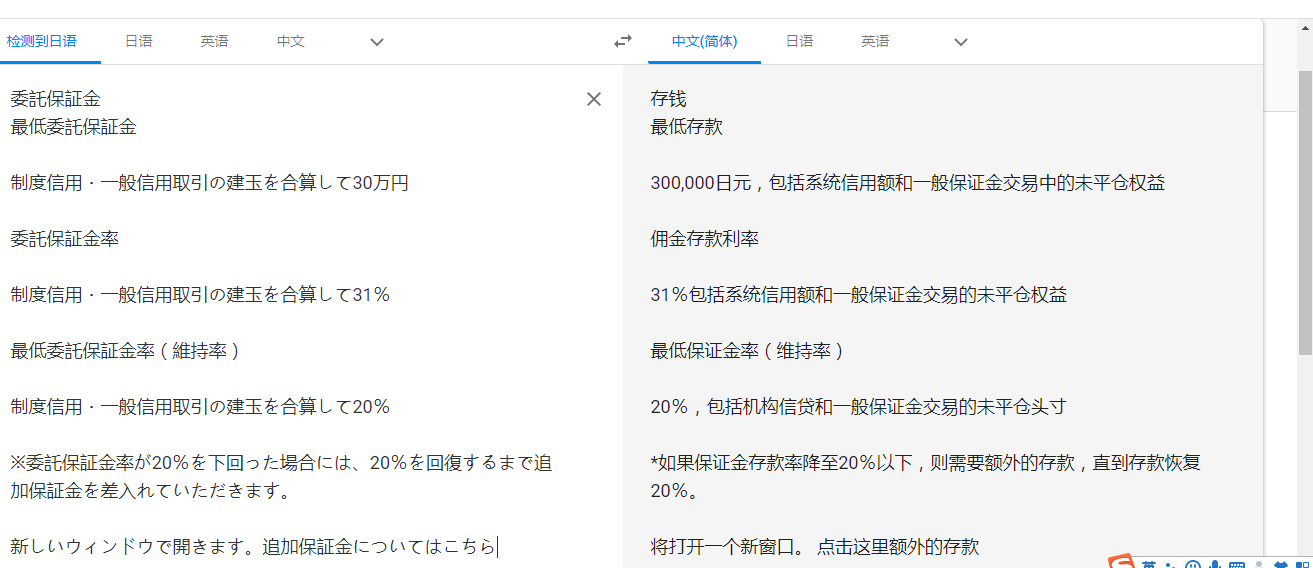 检测到日语 日语 英语 中文 中文(简体) 日语 英语
委託保証金
最低委託保証金
制度信用・一般信用取引の建玉を合算して30万円
委託保証金率
制度信用・一般信用取引の建玉を合算して31％
最低委託保証金率（維持率）
制度信用・一般信用取引の建玉を合算して20％
※委託保証金率が20％を下回った場合には、20％を回復するまで追
加保証金を差入れていただきます。
新しいウィンドウで開きます。追加保証金についてはこちら
存钱
最低存款
300,000日元，包括系统信用额和一般保证金交易中的未平仓权益
佣金存款利率
31％包括系统信用额和一般保证金交易的未平仓权益
最低保证金率（维持率）
20％，包括机构信贷和一般保证金交易的未平仓头寸
*如果保证金存款率降至20％以下，则需要额外的存款，直到存款恢复
20％。
将打开一个新窗口。 点击这里额外的存款
英